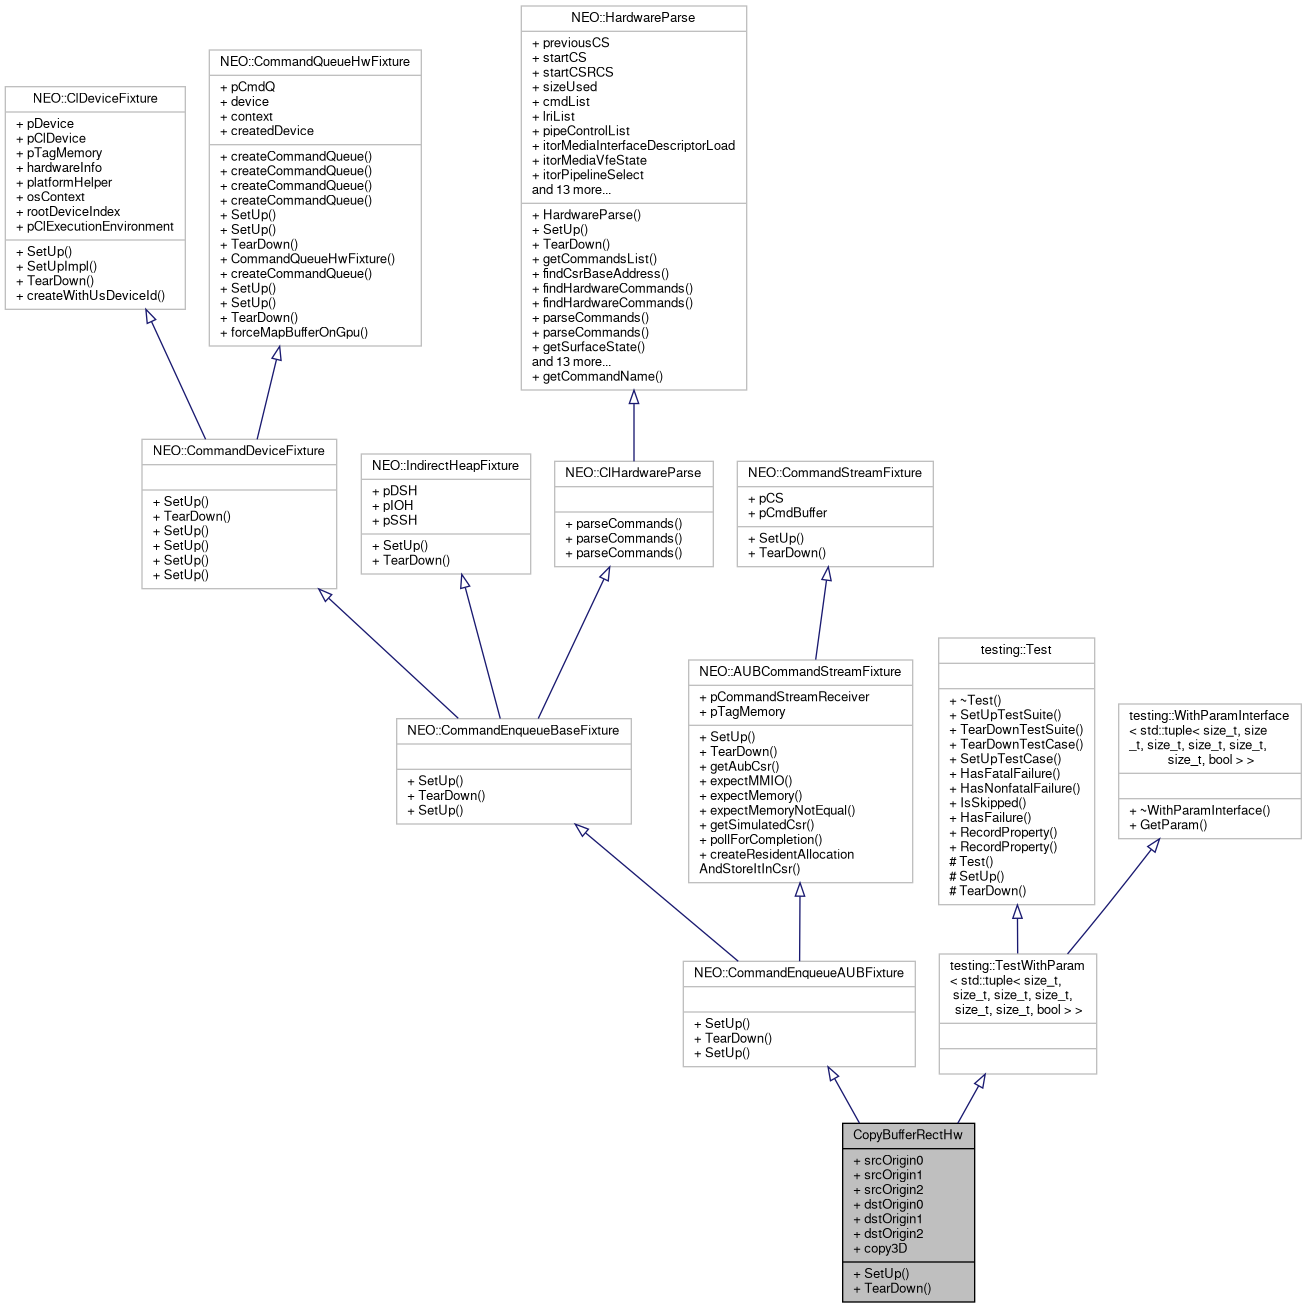 NEO::HardwareParse
+ previousCS
+ startCS
+ startCSRCS
+ sizeUsed
+ cmdList
+ lriList
+ pipeControlList
+ itorMediaInterfaceDescriptorLoad
+ itorMediaVfeState
+ itorPipelineSelect
and 13 more...
+ HardwareParse()
+ SetUp()
+ TearDown()
+ getCommandsList()
+ findCsrBaseAddress()
+ findHardwareCommands()
+ findHardwareCommands()
+ parseCommands()
+ parseCommands()
+ getSurfaceState()
and 13 more...
+ getCommandName()
NEO::CommandQueueHwFixture
+ pCmdQ
+ device
+ context
+ createdDevice
+ createCommandQueue()
+ createCommandQueue()
+ createCommandQueue()
+ createCommandQueue()
+ SetUp()
+ SetUp()
+ TearDown()
+ CommandQueueHwFixture()
+ createCommandQueue()
+ SetUp()
+ SetUp()
+ TearDown()
+ forceMapBufferOnGpu()
NEO::ClDeviceFixture
+ pDevice
+ pClDevice
+ pTagMemory
+ hardwareInfo
+ platformHelper
+ osContext
+ rootDeviceIndex
+ pClExecutionEnvironment
+ SetUp()
+ SetUpImpl()
+ TearDown()
+ createWithUsDeviceId()
NEO::CommandDeviceFixture
+ SetUp()
+ TearDown()
+ SetUp()
+ SetUp()
+ SetUp()
+ SetUp()
NEO::IndirectHeapFixture
+ pDSH
+ pIOH
+ pSSH
+ SetUp()
+ TearDown()
NEO::ClHardwareParse
+ parseCommands()
+ parseCommands()
+ parseCommands()
NEO::CommandStreamFixture
+ pCS
+ pCmdBuffer
+ SetUp()
+ TearDown()
NEO::CommandEnqueueBaseFixture
+ SetUp()
+ TearDown()
+ SetUp()
NEO::AUBCommandStreamFixture
+ pCommandStreamReceiver
+ pTagMemory
+ SetUp()
+ TearDown()
+ getAubCsr()
+ expectMMIO()
+ expectMemory()
+ expectMemoryNotEqual()
+ getSimulatedCsr()
+ pollForCompletion()
+ createResidentAllocation
AndStoreItInCsr()
testing::Test
+ ~Test()
+ SetUpTestSuite()
+ TearDownTestSuite()
+ TearDownTestCase()
+ SetUpTestCase()
+ HasFatalFailure()
+ HasNonfatalFailure()
+ IsSkipped()
+ HasFailure()
+ RecordProperty()
+ RecordProperty()
# Test()
# SetUp()
# TearDown()
testing::WithParamInterface
< std::tuple< size_t, size
_t, size_t, size_t, size_t,
size_t, bool > >
+ ~WithParamInterface()
+ GetParam()
NEO::CommandEnqueueAUBFixture
+ SetUp()
+ TearDown()
+ SetUp()
testing::TestWithParam
< std::tuple< size_t,
size_t, size_t, size_t,
size_t, size_t, bool > >
CopyBufferRectHw
+ srcOrigin0
+ srcOrigin1
+ srcOrigin2
+ dstOrigin0
+ dstOrigin1
+ dstOrigin2
+ copy3D
+ SetUp()
+ TearDown()